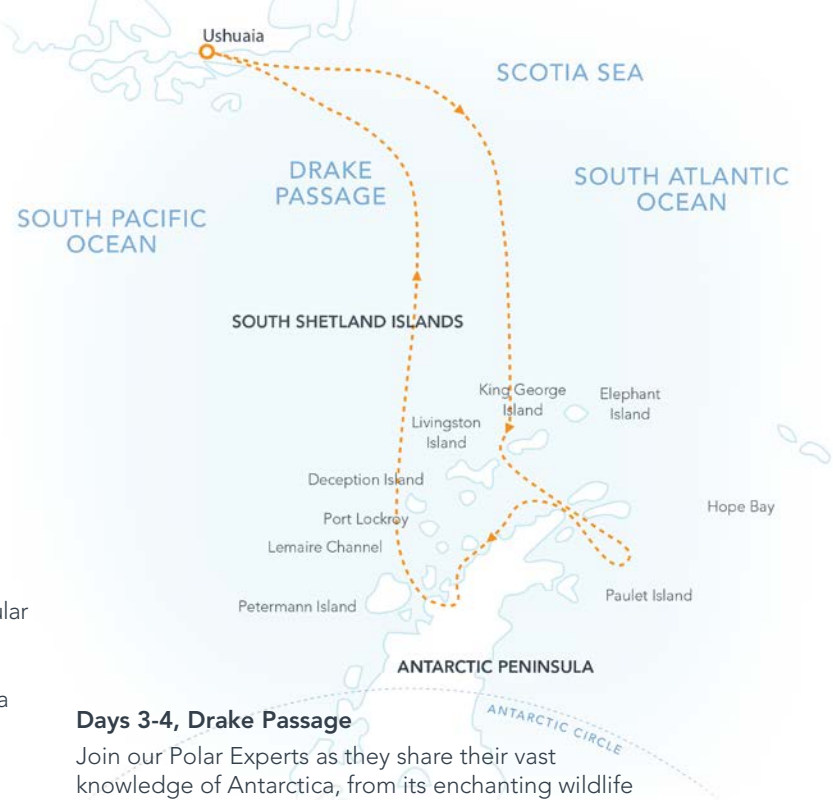 Ushuaia
SCOTIA SEA
DRAKE
PASSAGE
SOUTH ATLANTIC
OCEAN
SOUTH PACIFIC
OCEAN
SOUTH SHETLAND ISLANDS
King George
Island
Elephant
Island
Livingston
Island
Deception Island
Port Lockroy
Hope Bay
Lemaire Channel
Paulet Island
Petermann Island
ular
ANTARCTIC PENINSULA
a
ANTARCTIC CIRCLE
Days 3-4, Drake Passage
Join our Polar Experts as they share their vast
knowledge of Antarctica, from its enchanting wildlife